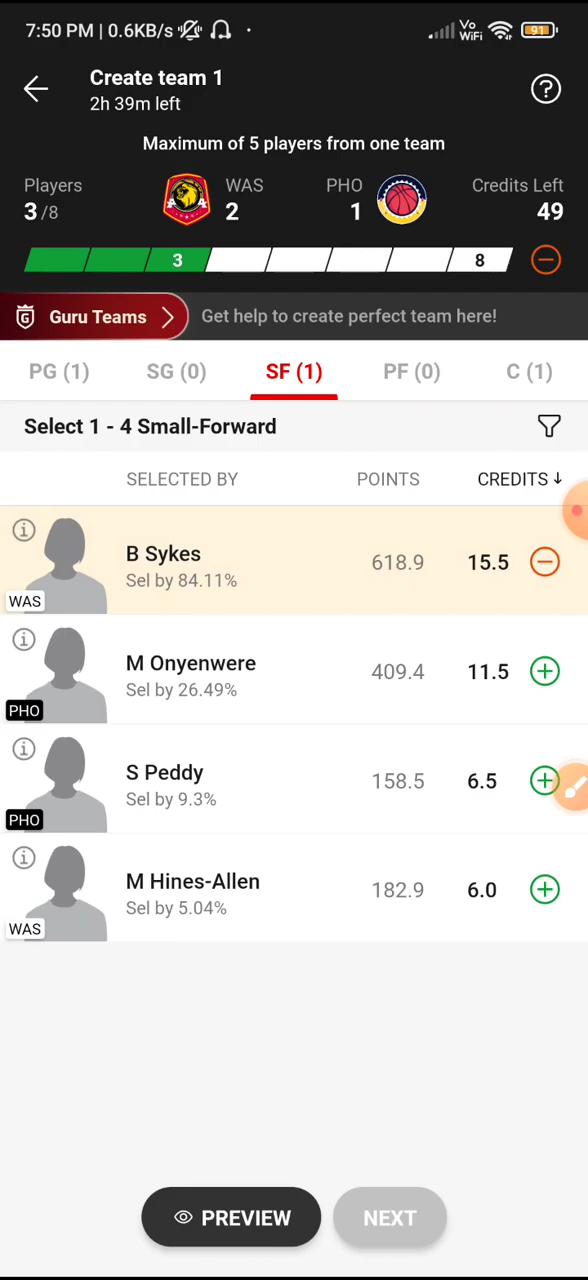 7:50 PM | 0.6KB/s
Vo
WiFi
91
Create team 1
2h 39m left
?
Maximum of 5 players from one team
Players WAS PHO Credits Left
3/8 2 1 49
3 8
G Guru Teams Get help to create perfect team here!
PG (1) SG (0) SF (1) PF (0) C (1)
Select 1 - 4 Small-Forward
SELECTED BY POINTS CREDITS ↓
B Sykes
Sel by 84.11% 618.9 15.5
WAS
M Onyenwere
Sel by 26.49% 409.4 11.5
PHO
S Peddy
Sel by 9.3% 158.5 6.5
PHO
M Hines-Allen
Sel by 5.04% 182.9 6.0
WAS
PREVIEW NEXT